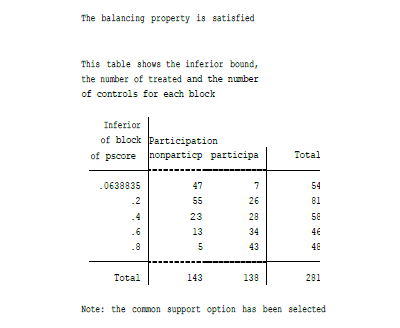 The balancing property is satisfied
This table shows the inferior bound,
the number of treated and the number
of controls for each block
Inferior
of block Participation
of pscore nonparticp participa Total
.0638835 47 7 54
.2 55 26 81
.4 23 28 58
.6 13 34 46
.8 5 43 48
Total 143 138 281
Note: the common support option has been selected